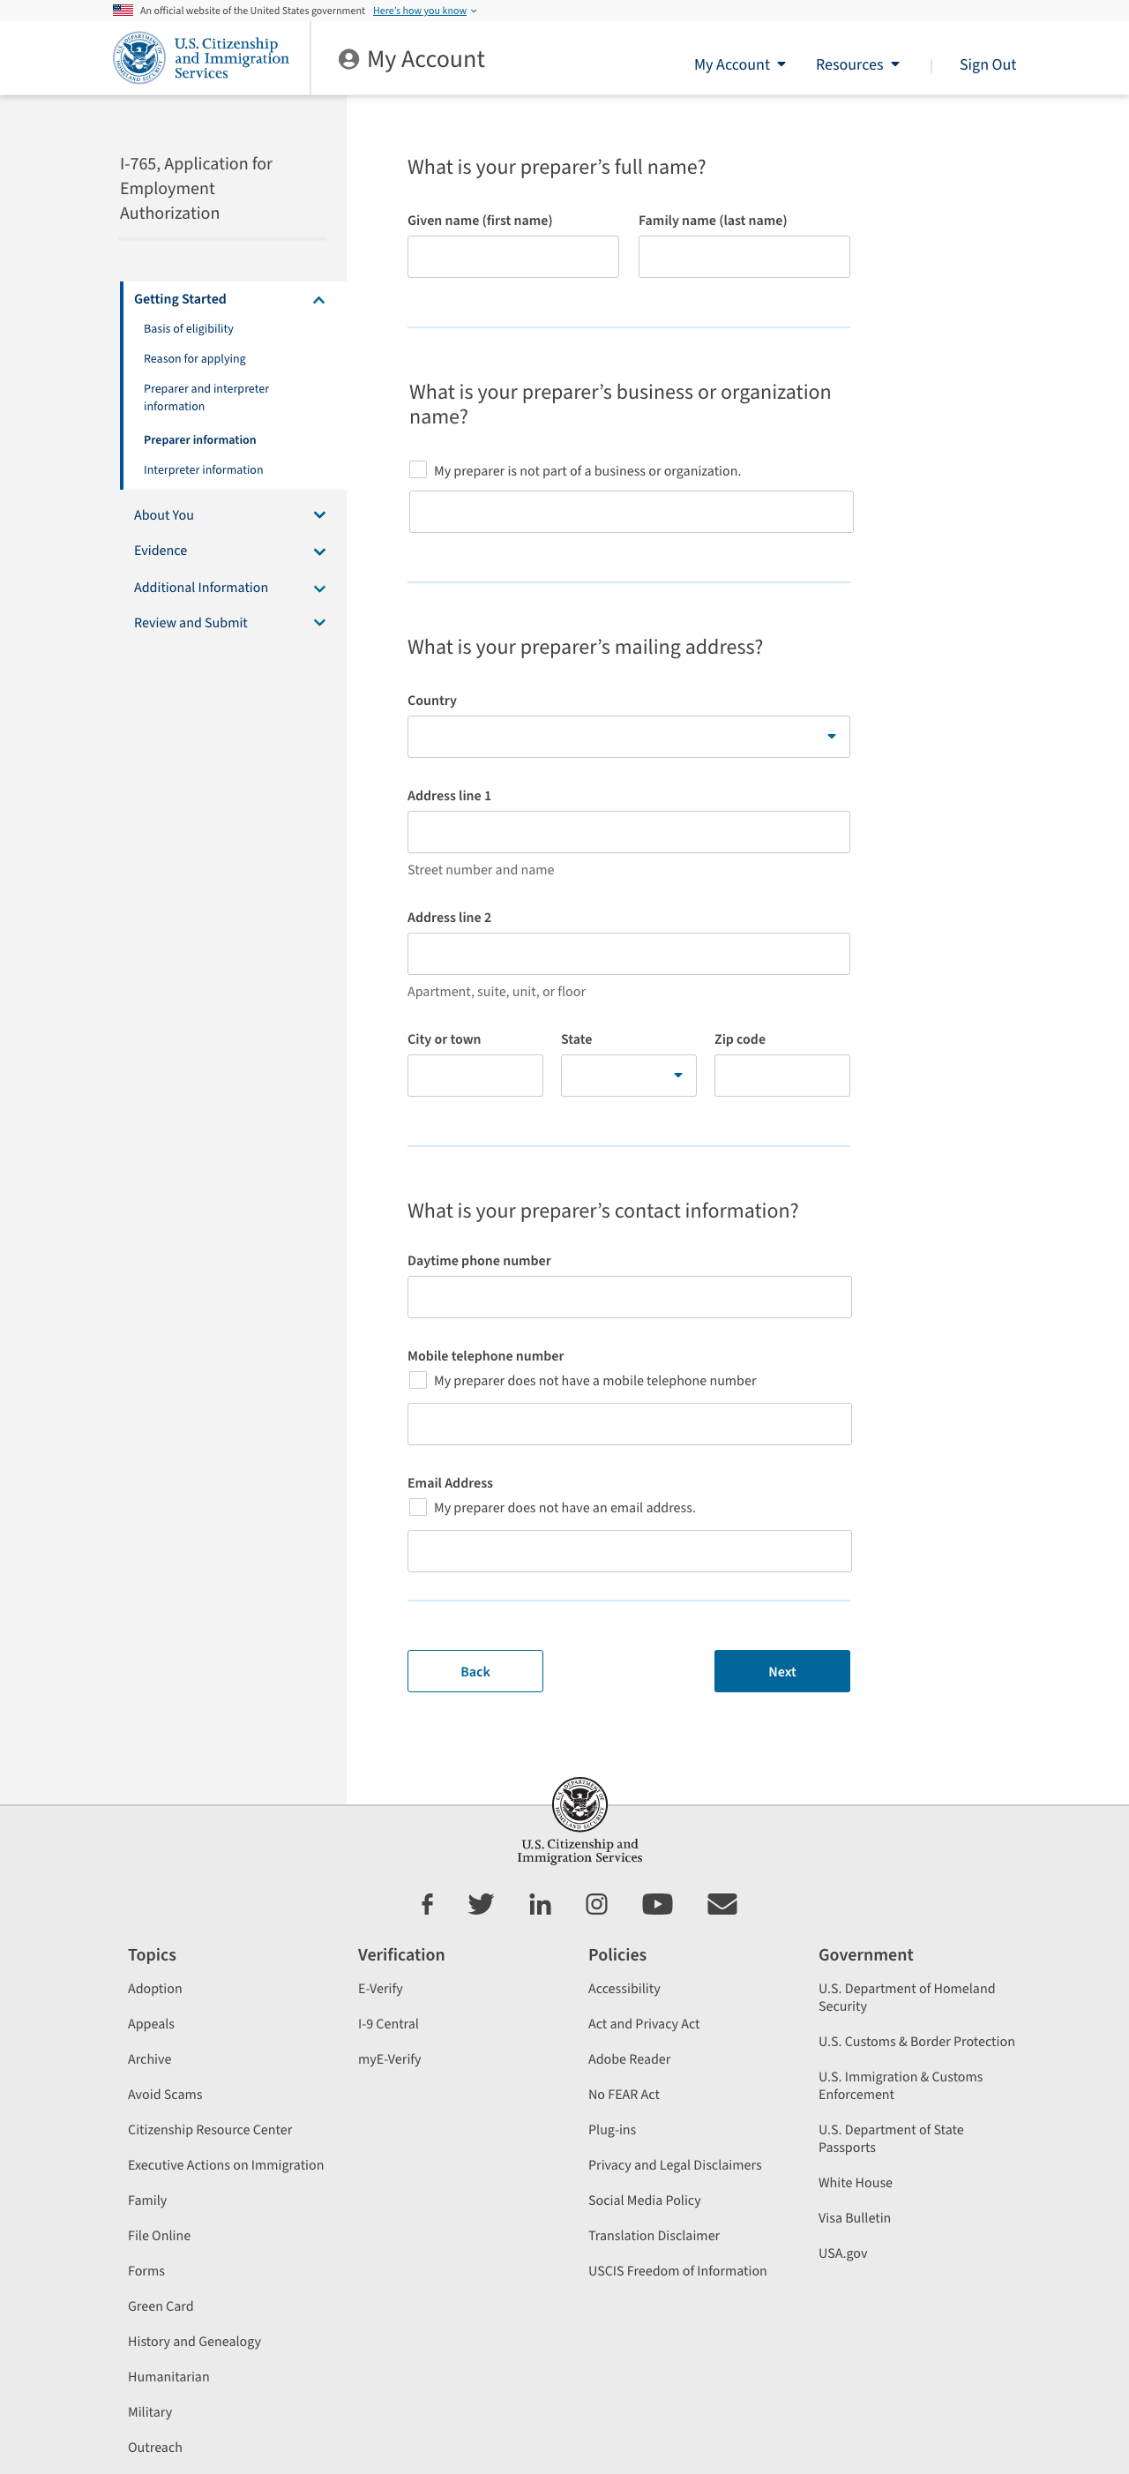 An official website of the United States government Here's how you know
U.S. Citizenship
and Immigration
Services
My Account
My Account
Resources
Sign Out
I-765, Application for
Employment
Authorization
Getting Started
Basis of eligibility
Reason for applying
Preparer and interpreter
information
Preparer information
Interpreter information
About You
Evidence
Additional Information
Review and Submit
What is your preparer’s full name?
Given name (first name)
Family name (last name)
What is your preparer’s business or organization
name?
My preparer is not part of a business or organization.
What is your preparer’s mailing address?
Country
Address line 1
Street number and name
Address line 2
Apartment, suite, unit, or floor
City or town
State
Zip code
What is your preparer’s contact information?
Daytime phone number
Mobile telephone number
My preparer does not have a mobile telephone number
Email Address
My preparer does not have an email address.
Back
Next
U.S. Citizenship and
Immigration Services
Topics
Adoption
Appeals
Archive
Avoid Scams
Citizenship Resource Center
Executive Actions on Immigration
Family
File Online
Forms
Green Card
History and Genealogy
Humanitarian
Military
Outreach
Verification
E-Verify
I-9 Central
myE-Verify
Policies
Accessibility
Act and Privacy Act
Adobe Reader
No FEAR Act
Plug-ins
Privacy and Legal Disclaimers
Social Media Policy
Translation Disclaimer
USCIS Freedom of Information
Government
U.S. Department of Homeland
Security
U.S. Customs & Border Protection
U.S. Immigration & Customs
Enforcement
U.S. Department of State
Passports
White House
Visa Bulletin
USA.gov